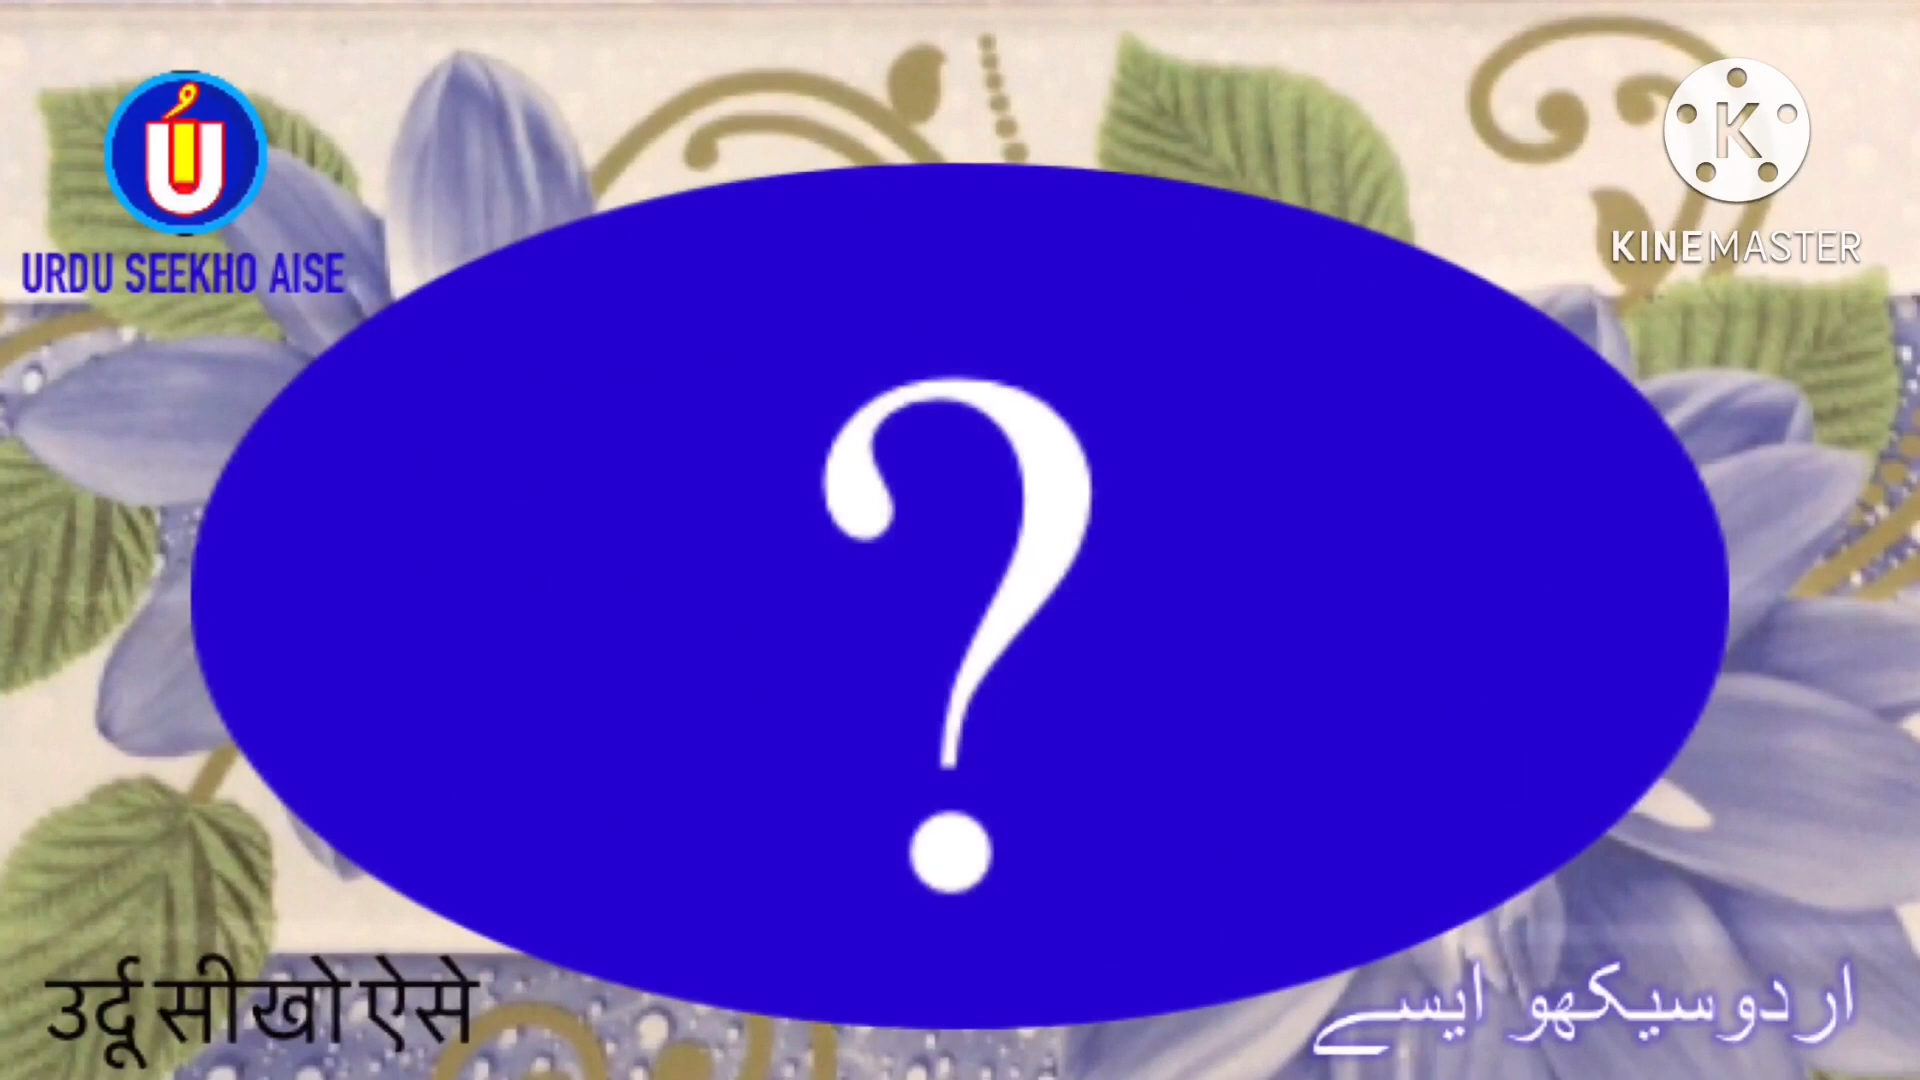 URDU SEEKHO AISE
K
KINEMASTER
?
उर्दू सीखो ऐसे
اردو سیکھو ایسے